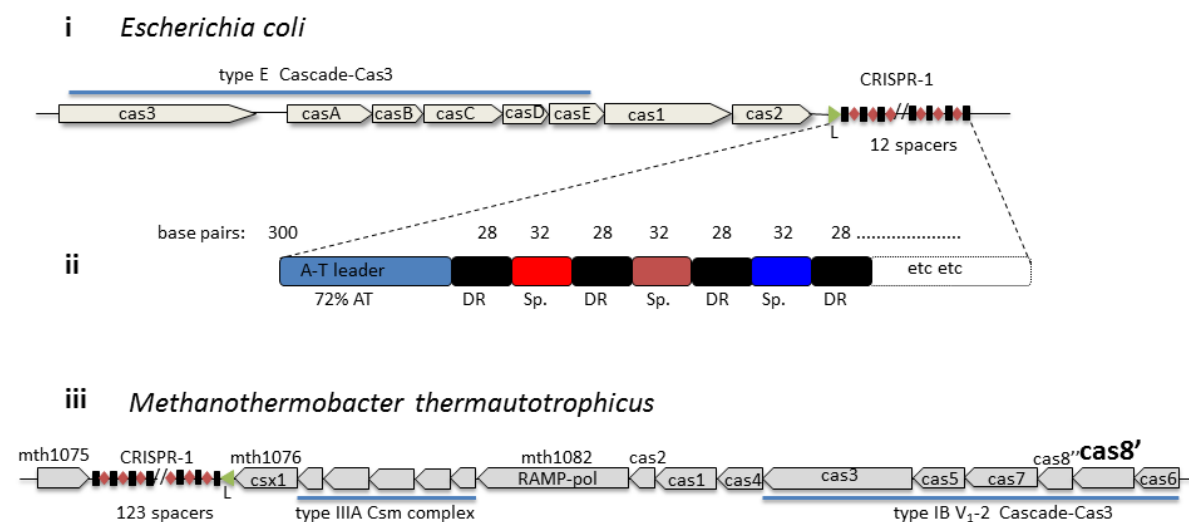 i Escherichia coli
type E Cascade-Cas3
CRISPR-1
cas3 casA casB casC casD casE cas1 cas2
L
12 spacers
base pairs: 300 28 32 28 32 28 32 28 .....................
ii
A-T leader etc etc
72% AT DR Sp. DR Sp. DR Sp. DR
iii Methanothermobacter thermautotrophicus
mth1075 CRISPR-1 mth1076 mth1082 cas2 cas8'' cas8'
csx1 RAMP-pol cas1 cas4 cas3 cas5 cas7 cas6
L
123 spacers type IIIA Csm complex type IB V₁-2 Cascade-Cas3